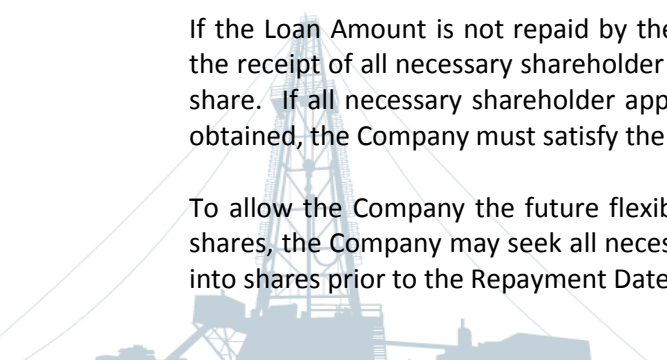 If the Loan Amount is not repaid by the
the receipt of all necessary shareholder
share. If all necessary shareholder app
obtained, the Company must satisfy the
To allow the Company the future flexib
shares, the Company may seek all neces
into shares prior to the Repayment Date